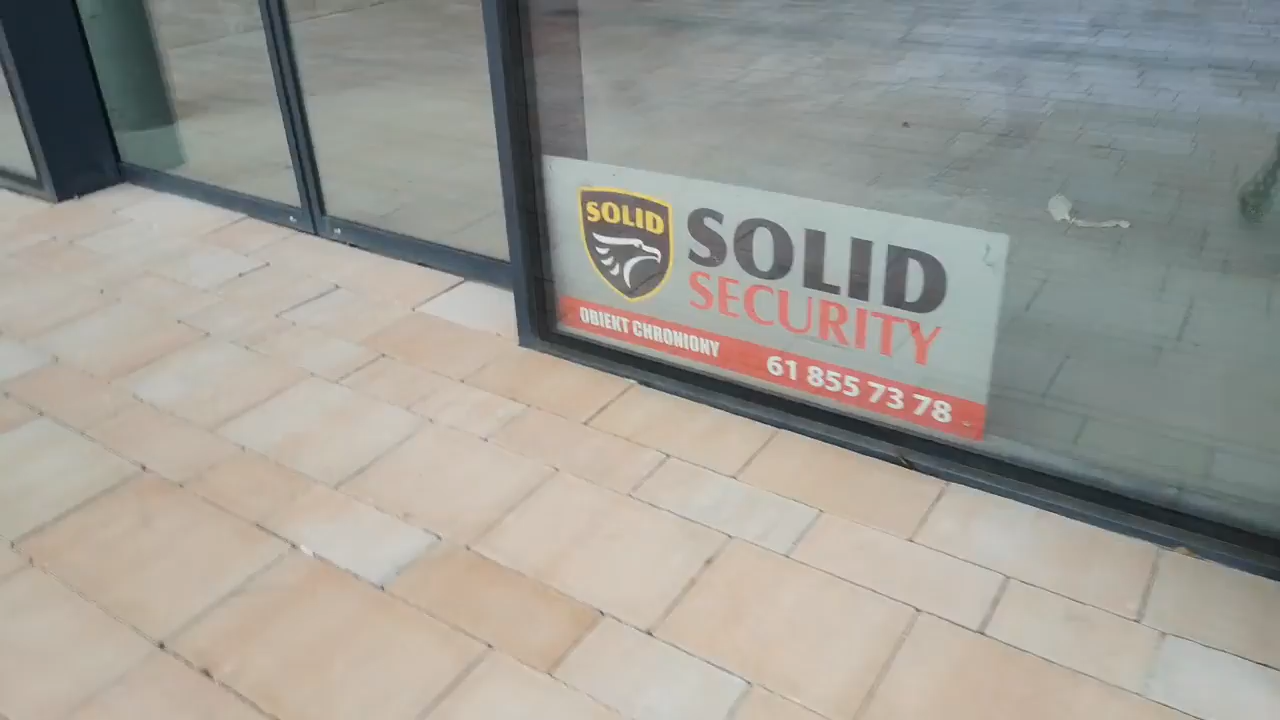 SOLID
SOLID
SECURITY
OBIEKT CHRONIONY
61 855 73 78